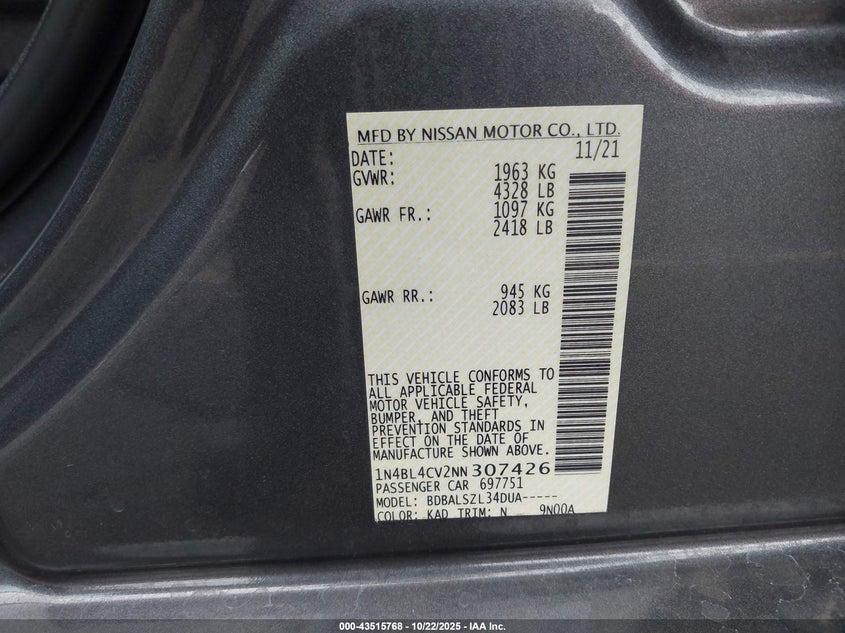 MFD BY NISSAN MOTOR CO., LTD.
DATE: 11/21
GVWR: 1963 KG
4328 LB
GAWR FR.: 1097 KG
2418 LB
GAWR RR.: 945 KG
2083 LB
THIS VEHICLE CONFORMS TO
ALL APPLICABLE FEDERAL
MOTOR VEHICLE SAFETY,
BUMPER, AND THEFT
PREVENTION STANDARDS IN
EFFECT ON THE DATE OF
MANUFACTURE SHOWN ABOVE.
1N4BL4CV2NN307426
PASSENGER CAR 697751
MODEL: BDBALSZL34DUA-----
COLOR: KAD TRIM: N 9N00A
000-43515768 - 10/22/2025 - IAA Inc.